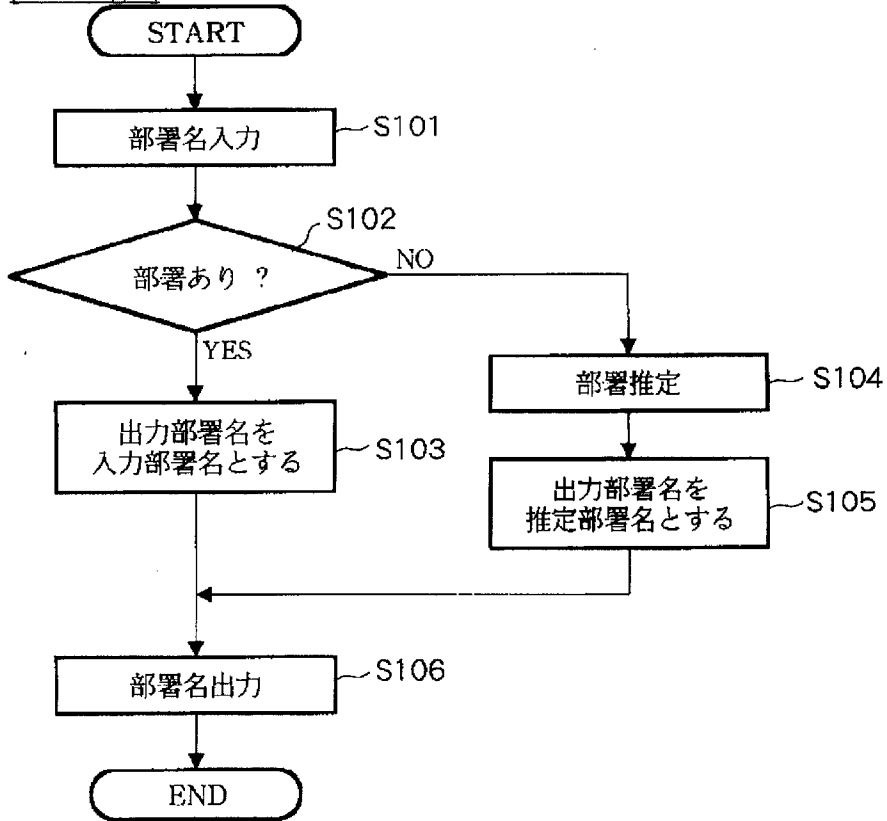 START
部署名入力
S101
S102
部署あり ?
NO
YES
部署推定
S104
出力部署名を
入力部署名とする
S103
出力部署名を
推定部署名とする
S105
部署名出力
S106
END